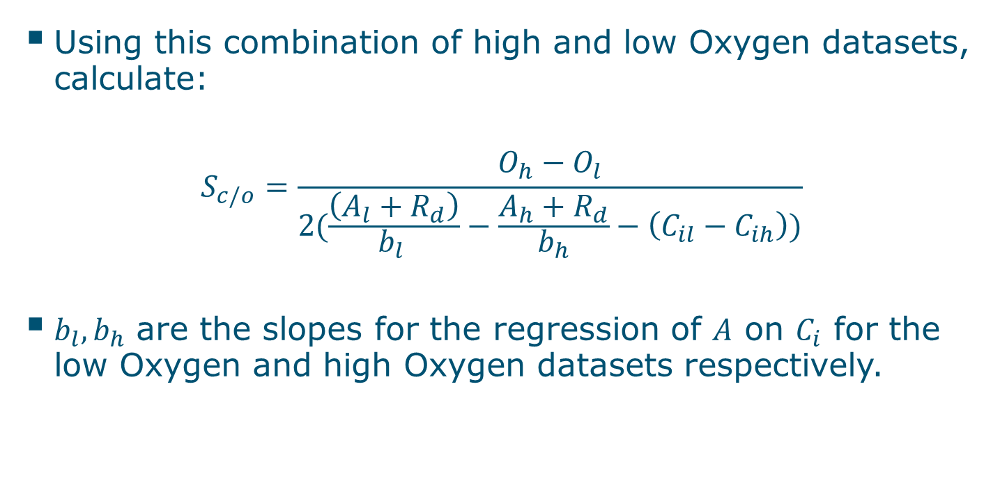 ▪ Using this combination of high and low Oxygen datasets,
calculate:
$S_{c/o} = \frac{O_h - O_l}{2(\frac{(A_l + R_d)}{b_l} - \frac{A_h + R_d}{b_h} - (C_{il} - C_{ih}))}$
▪ $b_l, b_h$ are the slopes for the regression of $A$ on $C_i$ for the
low Oxygen and high Oxygen datasets respectively.